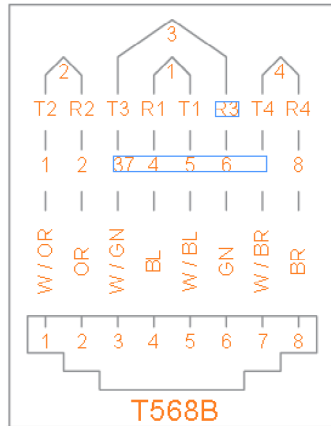 3
2 1 4
T2 R2 T3 R1 T1 R3 T4 R4
1 2 37 4 5 6 8
W / OR OR W / GN BL W / BL GN W / BR BR
1 2 3 4 5 6 7 8
T568B